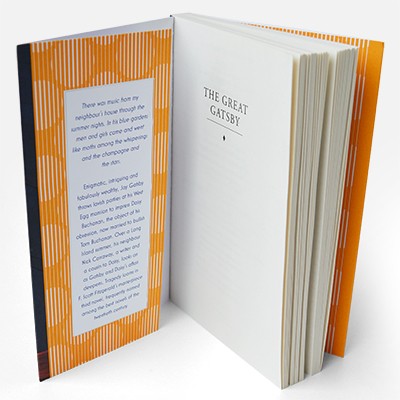 There was music from my
neighbour's house through the
summer nights. In his blue gardens
men and girls came and went
like moths among the whisperings
and the champagne and
the stars.
Enigmatic, intriguing and
fabulously wealthy, Jay Gatsby
throws lavish parties at his West
Egg mansion to impress Daisy
Buchanan, the object of his
obsession, now married to bullish
Tom Buchanan. Over a Long
Island summer, his neighbour
Nick Carraway, a writer and
a cousin to Daisy, looks on
as Gatsby and Daisy's affair
deepens. Tragedy looms in
F. Scott Fitzgerald's masterpiece
third novel, frequently named
among the best novels of the
twentieth century.
THE GREAT
GATSBY